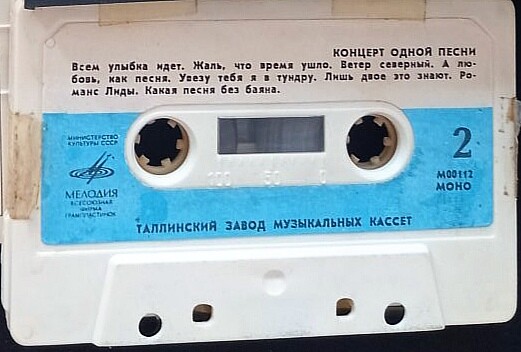 КОНЦЕРТ ОДНОЙ ПЕСНИ
Всем улыбка идет. Жаль, что время ушло. Ветер северный. А лю-
бовь, как песня. Увезу тебя я в тундру. Лишь двое это знают. Ро-
манс Лиды. Какая песня без баяна.
МИНИСТЕРСТВО
КУЛЬТУРЫ СССР
МЕЛОДИЯ
ВСЕСОЮЗНАЯ
ФИРМА
ГРАМПЛАСТИНОК
100 50 0
2
М00112
МОНО
ТАЛЛИНСКИЙ ЗАВОД МУЗЫКАЛЬНЫХ КАССЕТ